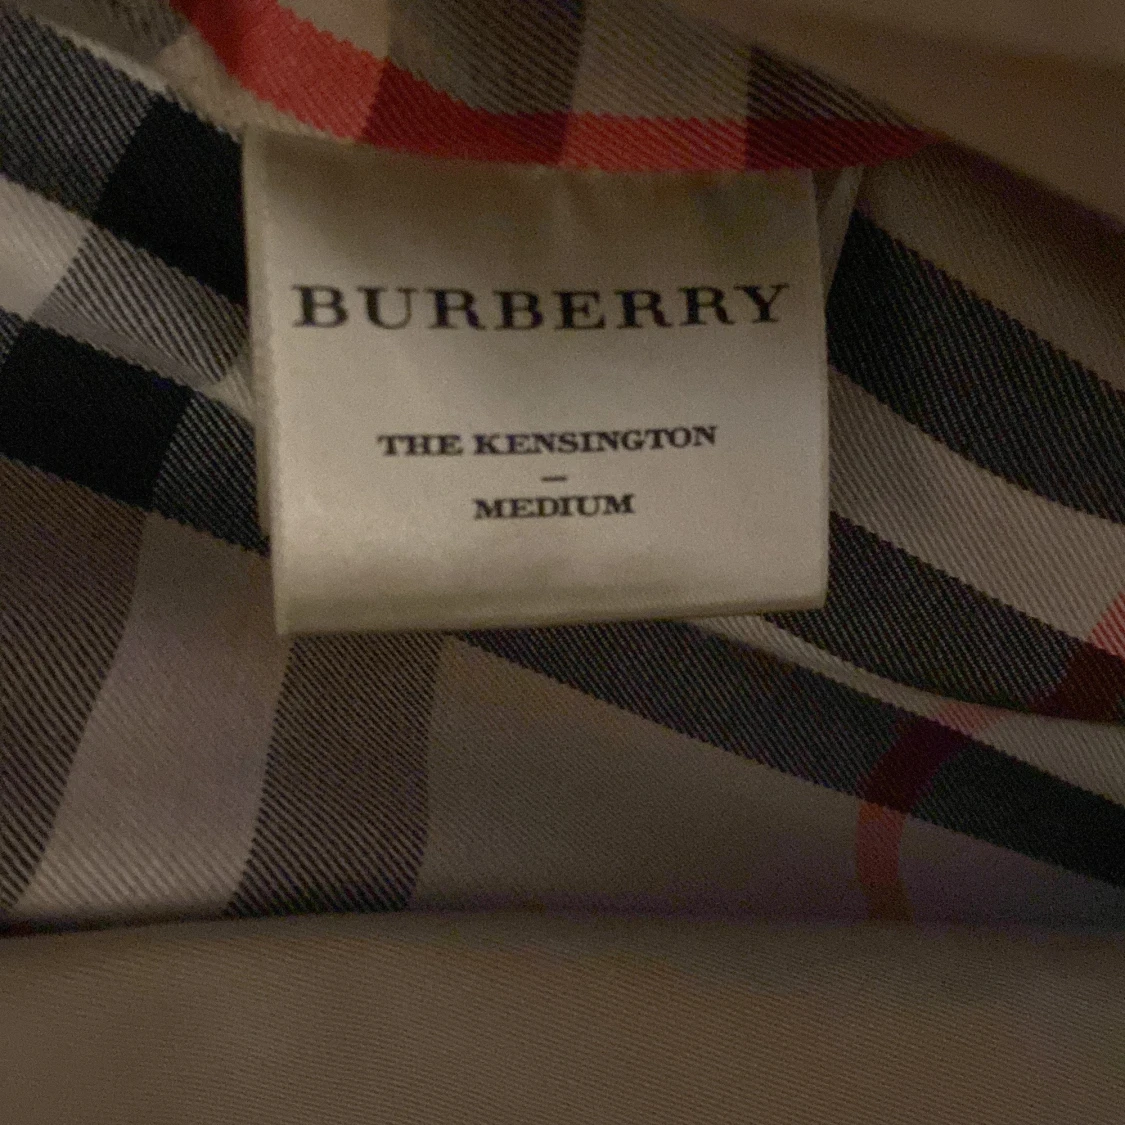 BURBERRY
THE KENSINGTON
–
MEDIUM